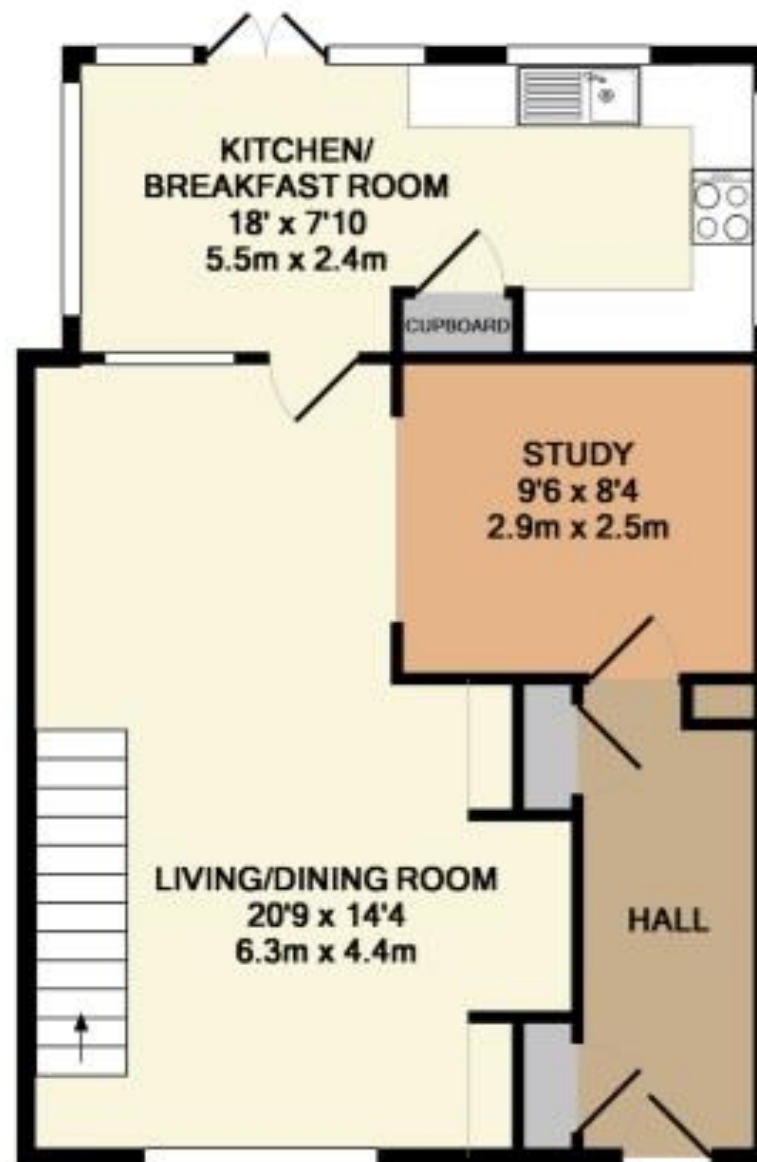 KITCHEN/
BREAKFAST ROOM
18' x 7'10
5.5m x 2.4m
CUPBOARD
STUDY
9'6 x 8'4
2.9m x 2.5m
LIVING/DINING ROOM
20'9 x 14'4
6.3m x 4.4m
HALL